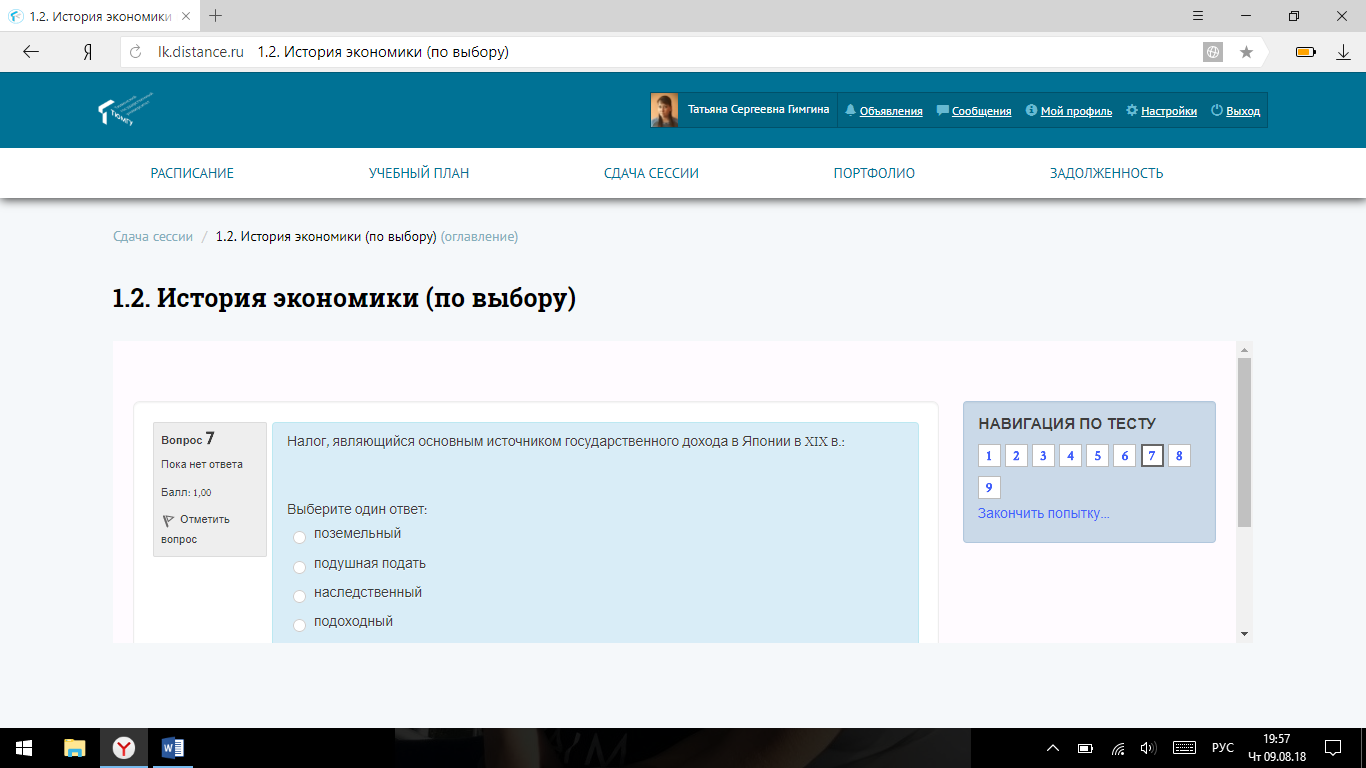 1.2. История экономики
lk.distance.ru 1.2. История экономики (по выбору)
ТюмГУ
Татьяна Сергеевна Гимгина Объявления Сообщения Мой профиль Настройки Выход
РАСПИСАНИЕ УЧЕБНЫЙ ПЛАН СДАЧА СЕССИИ ПОРТФОЛИО ЗАДОЛЖЕННОСТЬ
Сдача сессии / 1.2. История экономики (по выбору) (оглавление)
1.2. История экономики (по выбору)
Вопрос 7
Пока нет ответа
Балл: 1,00
Отметить
вопрос
Налог, являющийся основным источником государственного дохода в Японии в XIX в.:
Выберите один ответ:
поземельный
подушная подать
наследственный
подоходный
НАВИГАЦИЯ ПО ТЕСТУ
1 2 3 4 5 6 7 8
9
Закончить попытку...
РУС
19:57
Чт 09.08.18